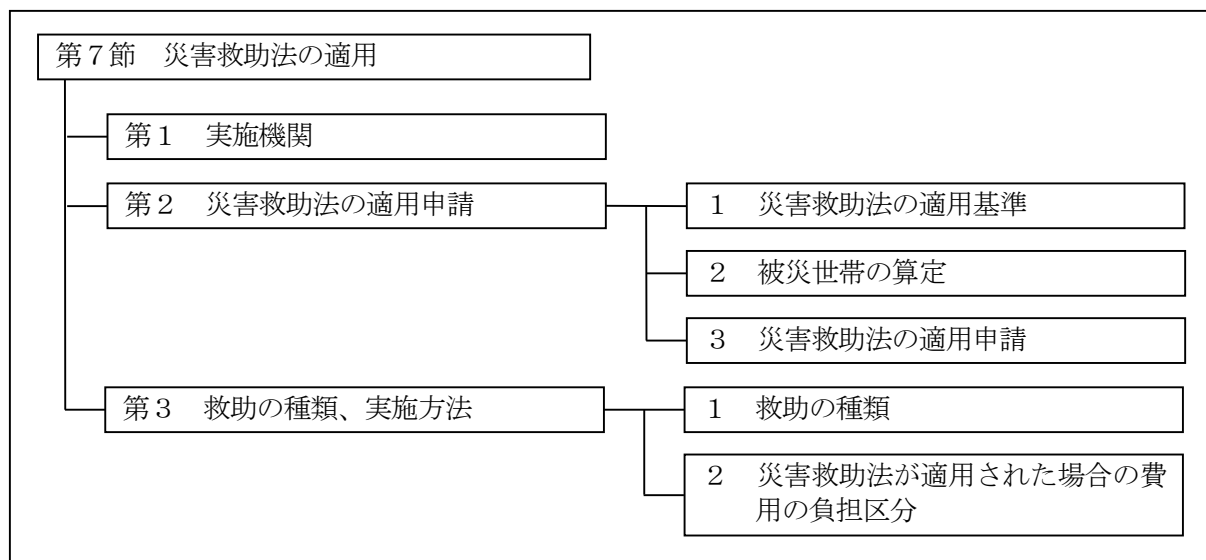 第７節　災害救助法の適用
第１　実施機関
第２　災害救助法の適用申請
１　災害救助法の適用基準
２　被災世帯の算定
３　災害救助法の適用申請
第３　救助の種類、実施方法
１　救助の種類
２　災害救助法が適用された場合の費
用の負担区分